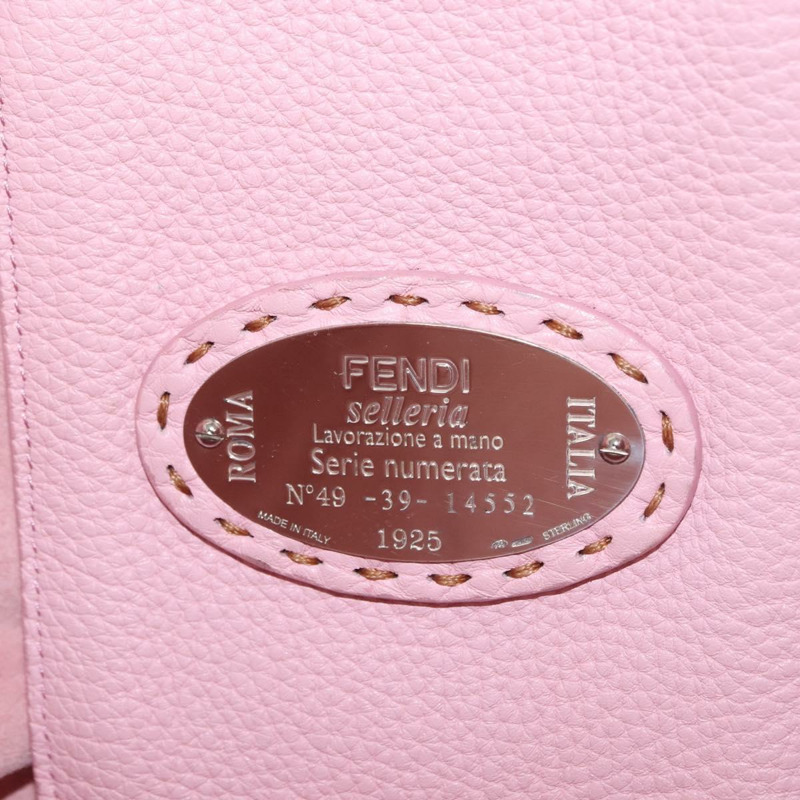 FENDI
selleria
Lavorazione a mano
Serie numerata
N°49 -39- 14552
1925
ROMA
ITALIA
MADE IN ITALY
STERLING